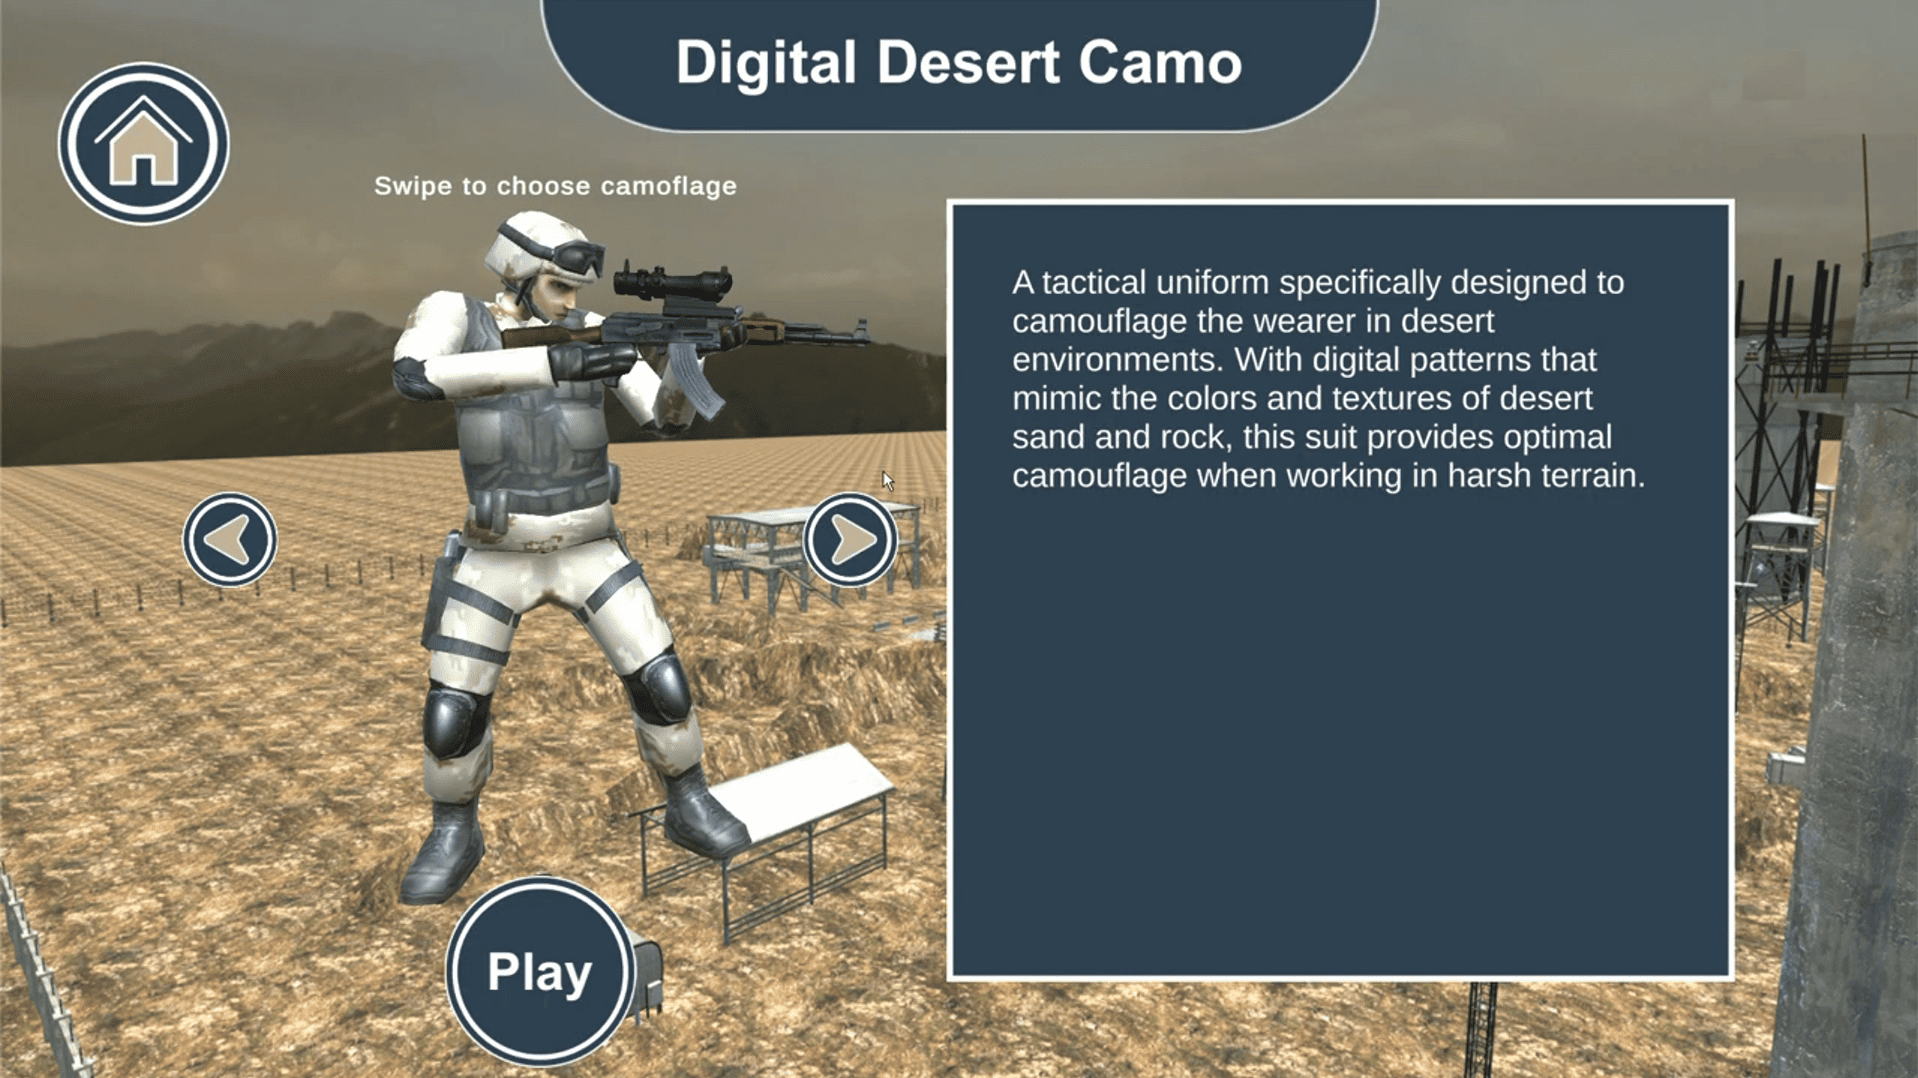 Digital Desert Camo
Swipe to choose camoflage
A tactical uniform specifically designed to
camouflage the wearer in desert
environments. With digital patterns that
mimic the colors and textures of desert
sand and rock, this suit provides optimal
camouflage when working in harsh terrain.
Play